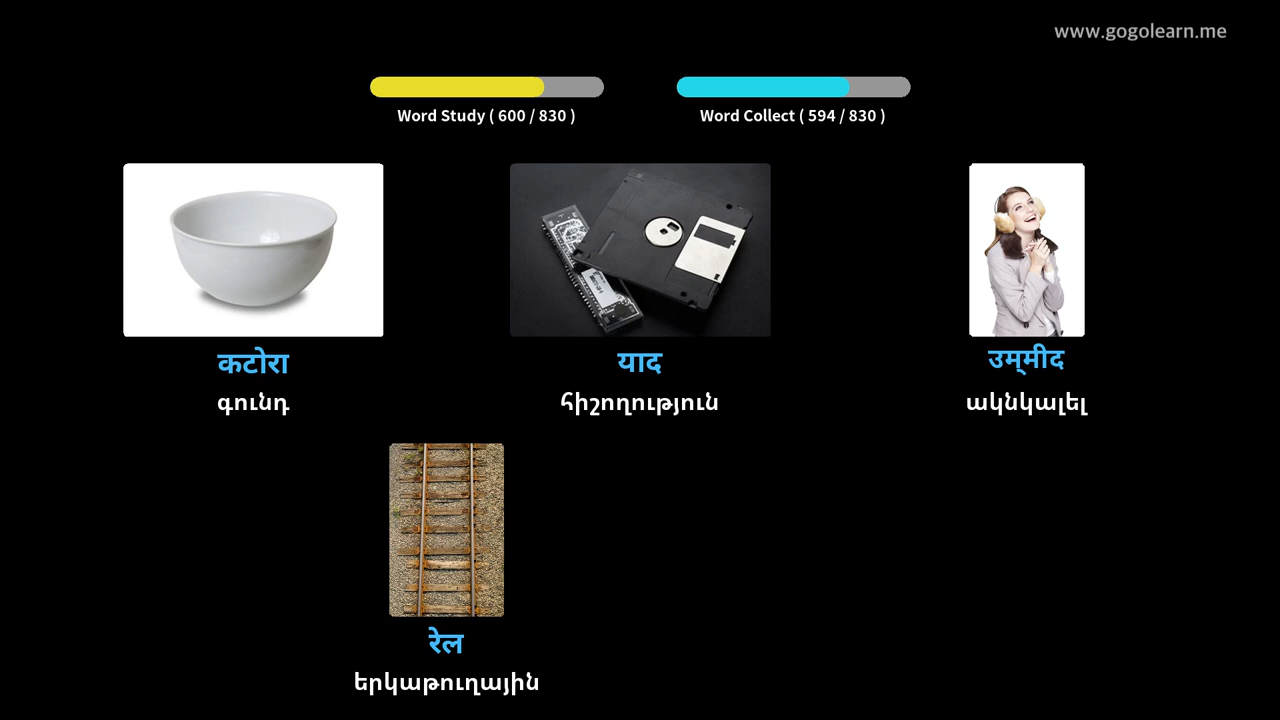 www.gogolearn.me
Word Study ( 600 / 830 )
Word Collect ( 594 / 830 )
कटोरा
याद
उम्मीद
գունդ
հիշողություն
ակնկալել
रेल
երկաթուղային